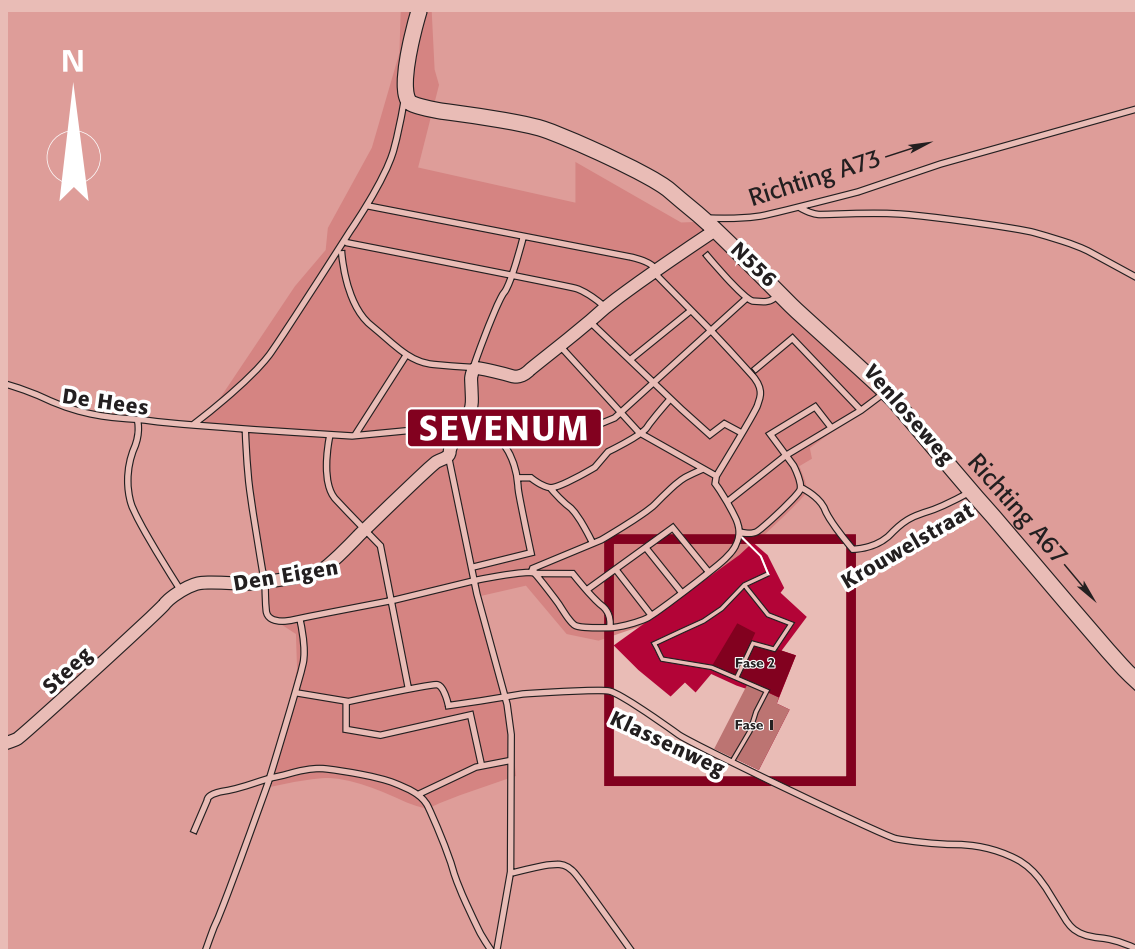 N
Richting A73
N556
De Hees
SEVENUM
Venloseweg
Richting A67
Krouwelstraat
Den Eigen
Steeg
Fase 2
Fase 1
Klassenweg